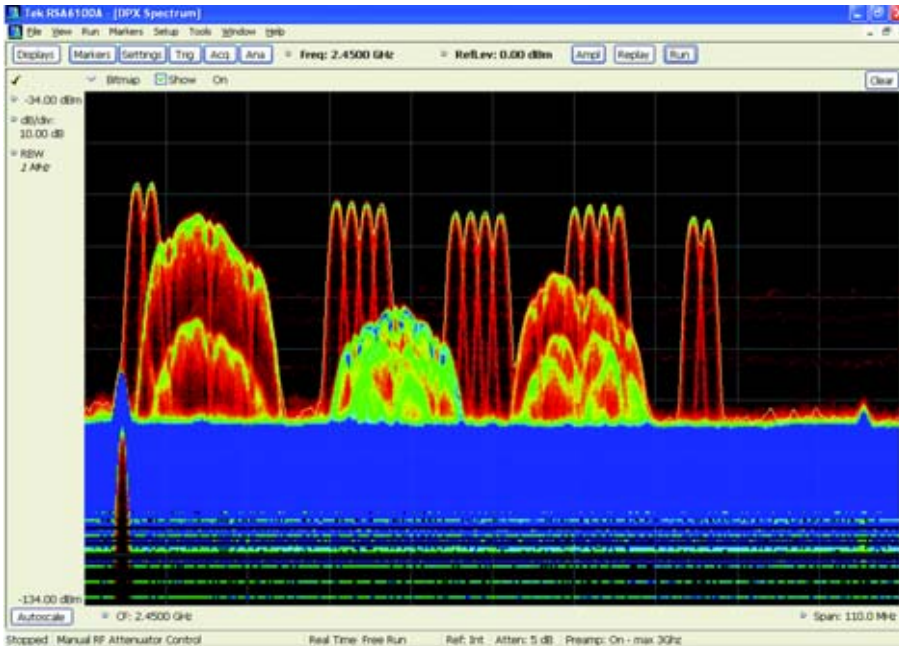 Tek RSA6100A - [DPX Spectrum]
File View Run Markers Setup Tools Window Help
Displays Markers Settings Trig Acq Ana Freq: 2.4500 GHz RefLev: 0.00 dBm Ampl Replay Run
Bitmap Show On Clear
-34.00 dBm
dB/div:
10.00 dB
RBW
1 MHz
-134.00 dBm
Autoscale CF: 2.4500 GHz Span: 110.0 MHz
Stopped Manual RF Attenuator Control Real Time Free Run Ref: Int Atten: 5 dB Preamp: On - max 3Ghz